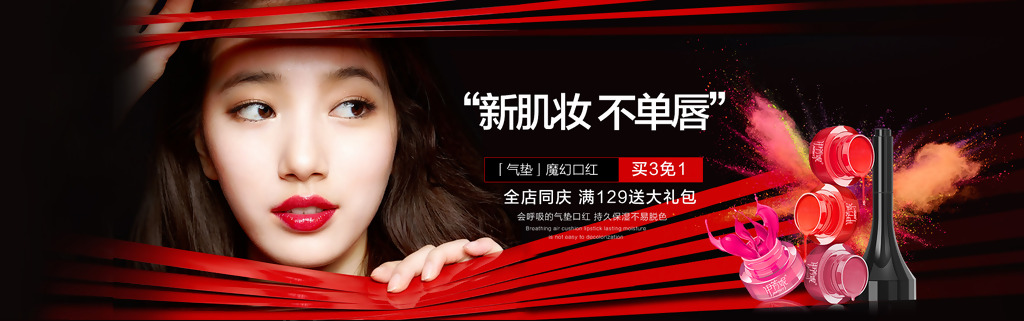 “新肌妆 不单唇”
「气垫」魔幻口红 买3免1
全店同庆 满129送大礼包
会呼吸的气垫口红 持久保湿不易脱色
Breathing air cushion lipstick lasting moisture
is not easy to decolorization